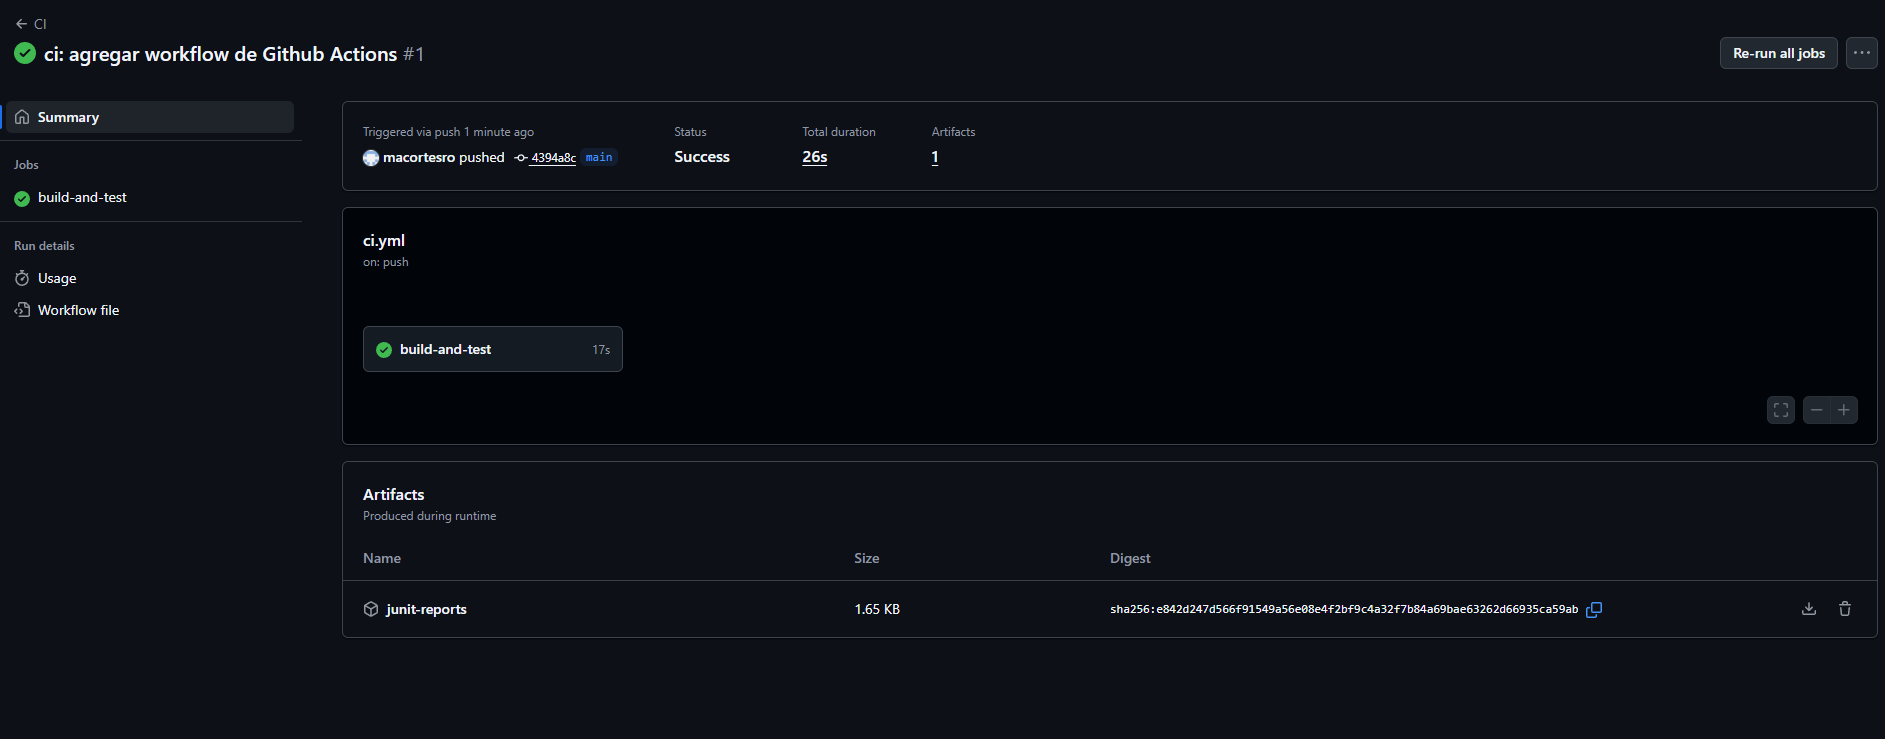 CI
ci: agregar workflow de Github Actions #1
Re-run all jobs
Summary
Jobs
build-and-test
Run details
Usage
Workflow file
Triggered via push 1 minute ago
macortesro pushed 4394a8c main
Status
Success
Total duration
26s
Artifacts
1
ci.yml
on: push
build-and-test 17s
Artifacts
Produced during runtime
Name Size Digest
junit-reports 1.65 KB sha256:e842d247d566f91549a56e08e4f2bf9c4a32f7b84a69bae63262d66935ca59ab